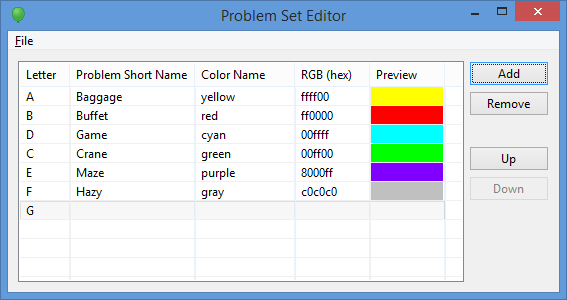 Problem Set Editor
File
Letter Problem Short Name Color Name RGB (hex) Preview
A Baggage yellow ffff00
B Buffet red ff0000
D Game cyan 00ffff
C Crane green 00ff00
E Maze purple 8000ff
F Hazy gray c0c0c0
G
Add
Remove
Up
Down